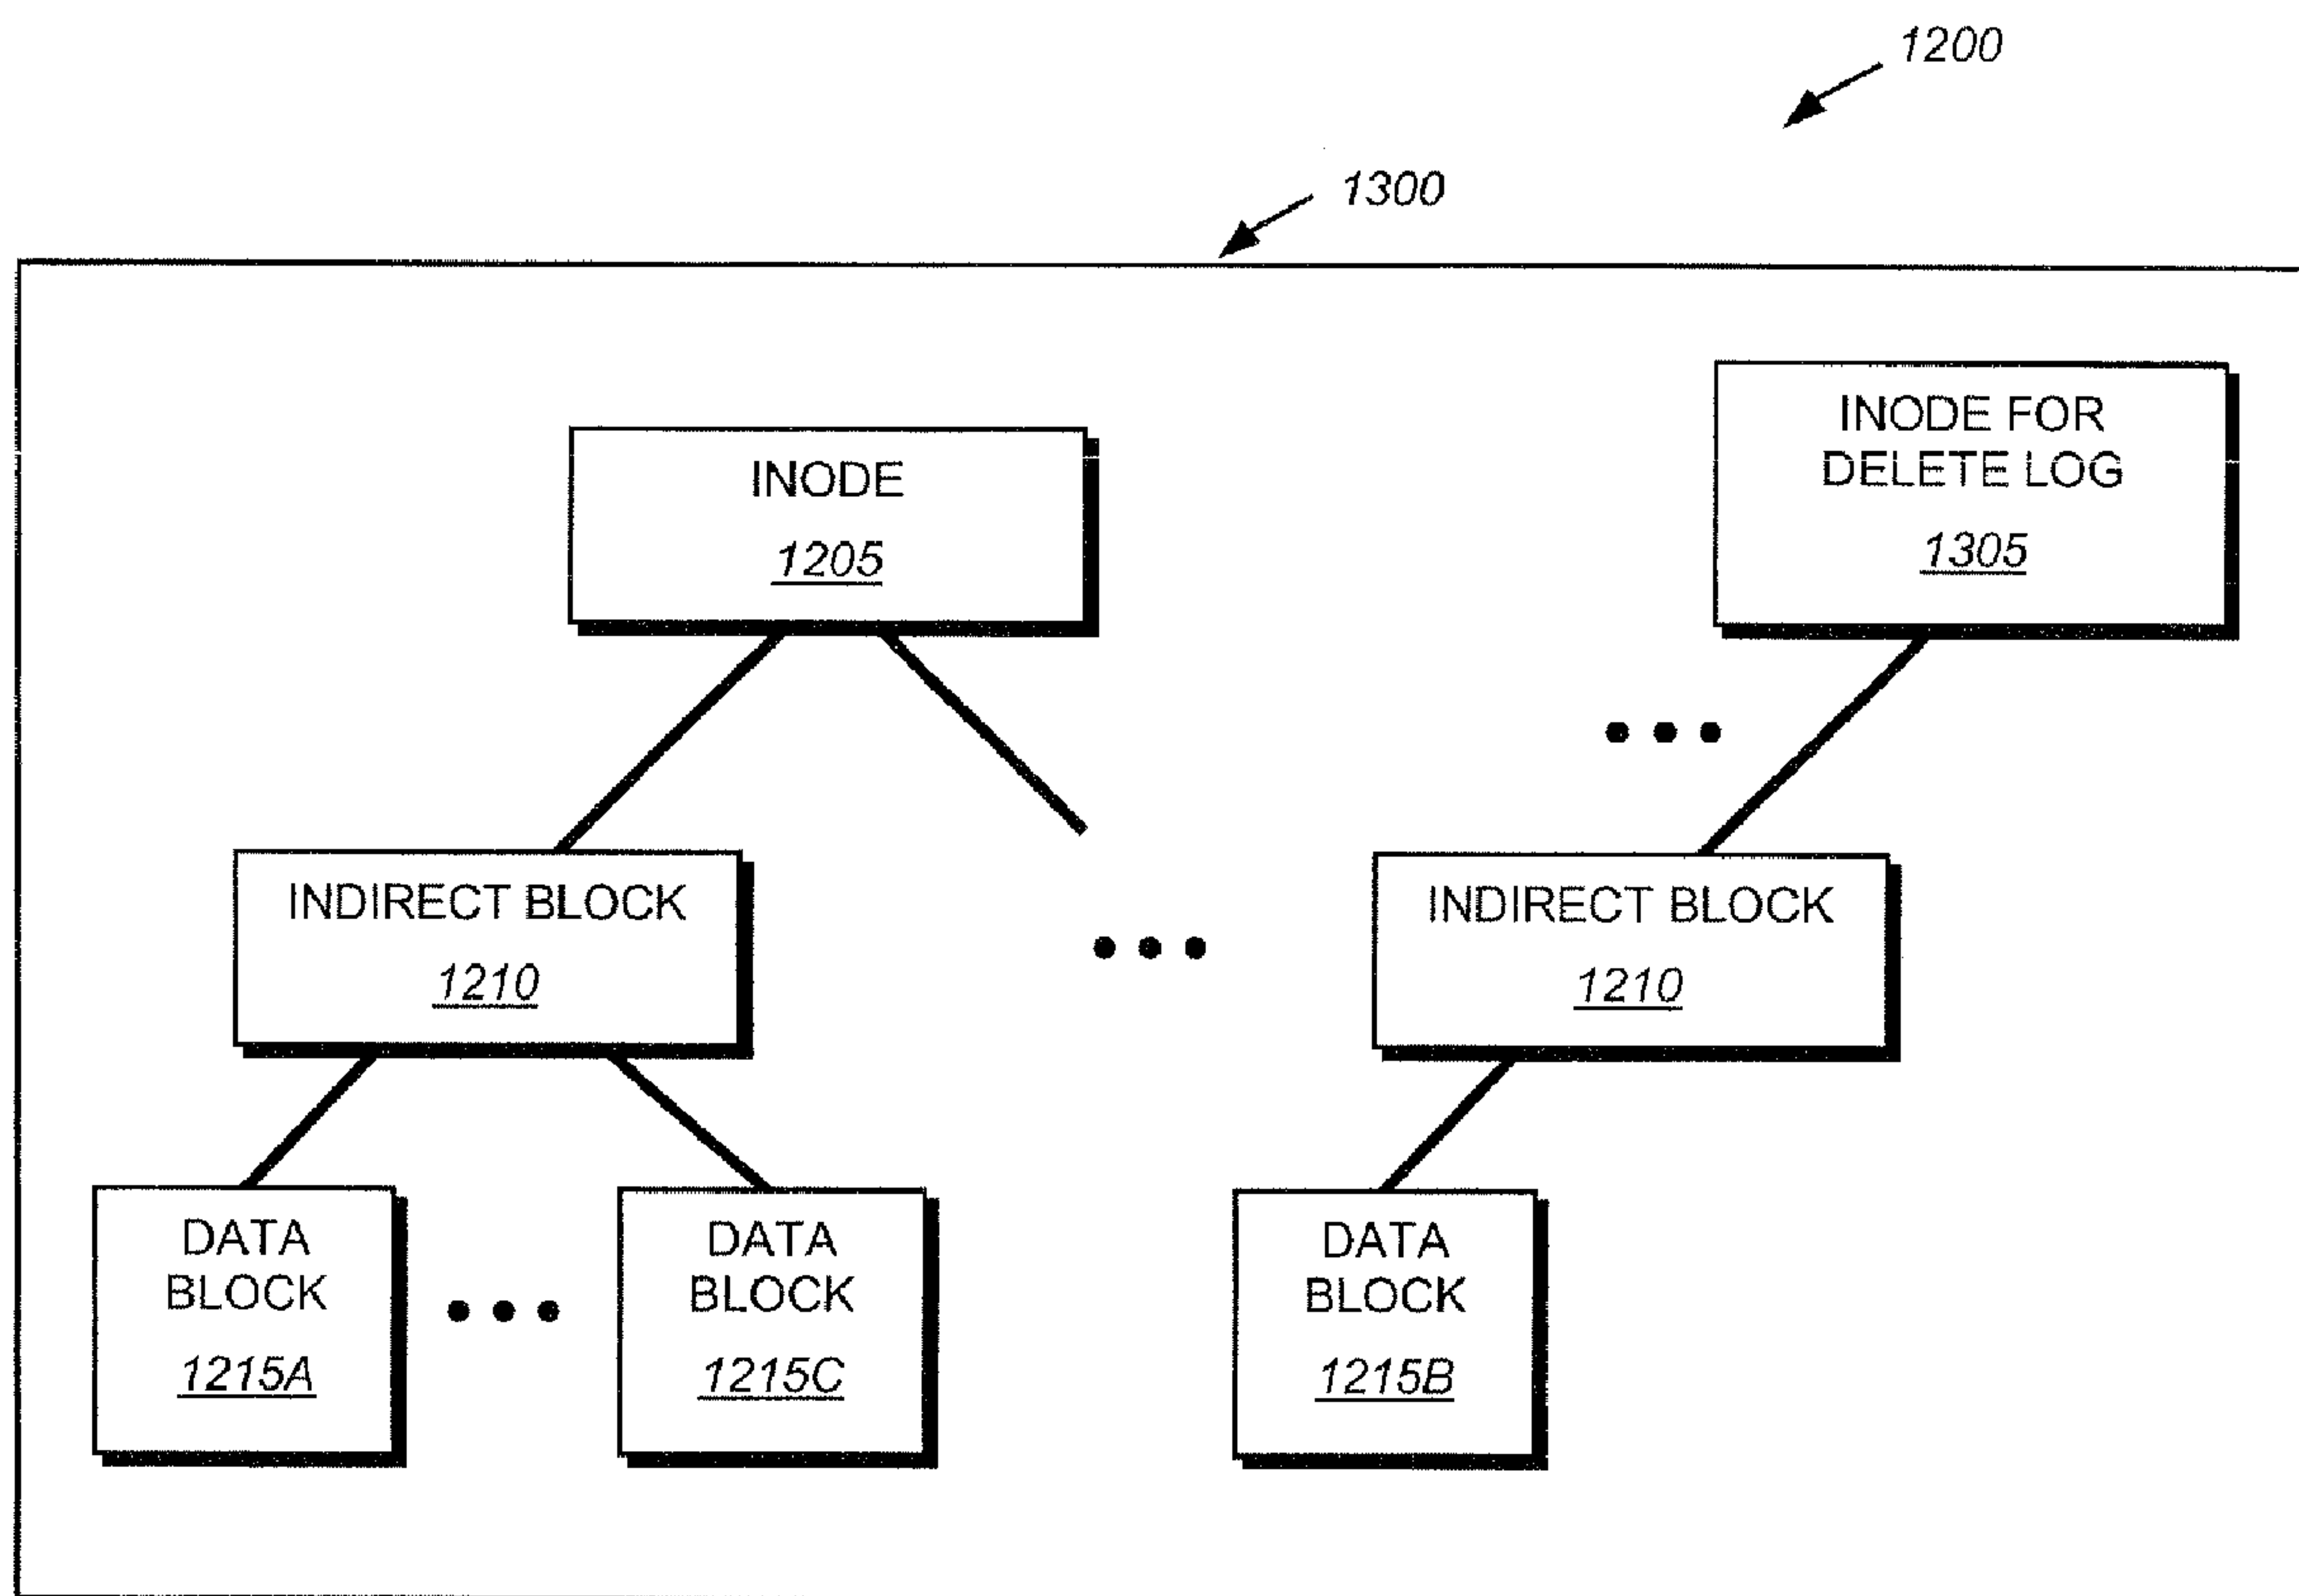 1200
1300
INODE FOR
DELETE LOG
1305
INODE
1205
INDIRECT BLOCK
1210
INDIRECT BLOCK
1210
DATA
BLOCK
1215A
DATA
BLOCK
1215C
DATA
BLOCK
1215B